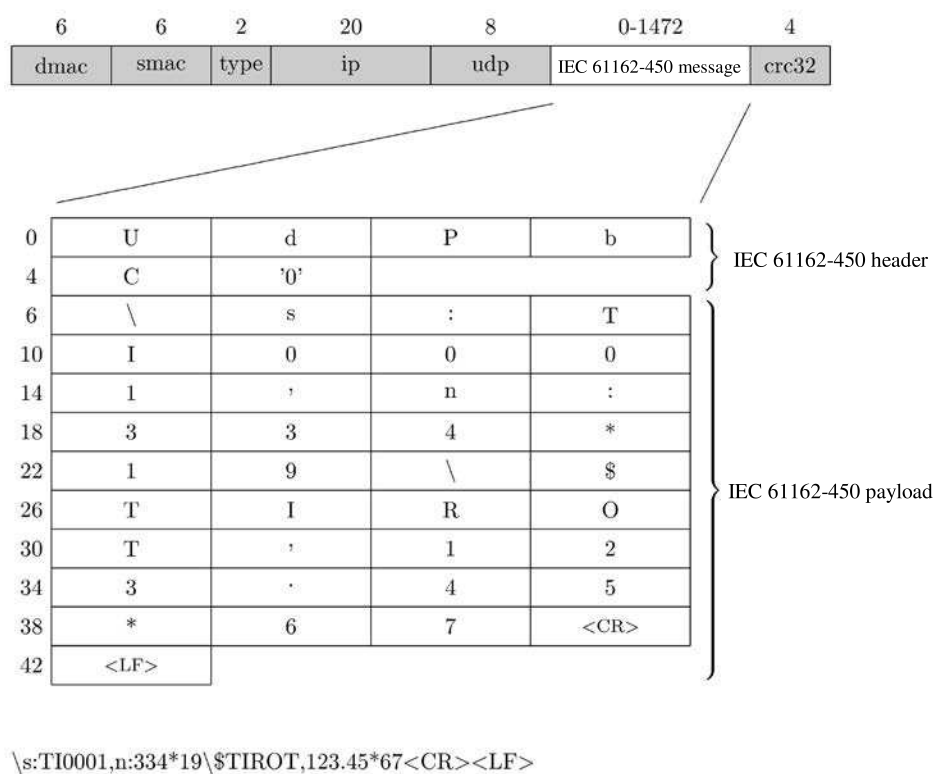 6 6 2 20 8 0-1472 4
dmac smac type ip udp IEC 61162-450 message crc32
0 U d P b
IEC 61162-450 header
4 C '0'
6 \ s : T
10 I 0 0 0
14 1 , n :
18 3 3 4 *
22 1 9 \ $
IEC 61162-450 payload
26 T I R O
30 T , 1 2
34 3 . 4 5
38 * 6 7 <CR>
42 <LF>
\s:TI0001,n:334*19\$TIROT,123.45*67<CR><LF>